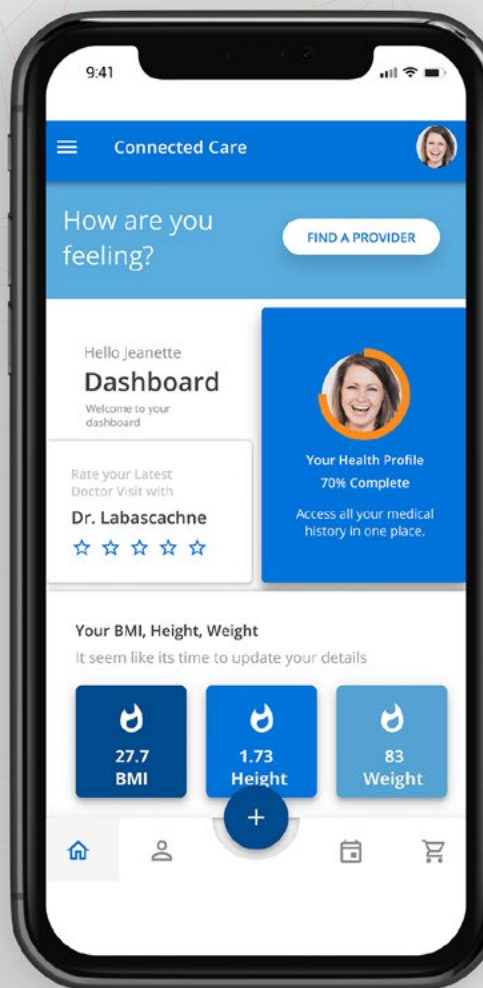 9:41
Connected Care
How are you
feeling?
FIND A PROVIDER
Hello Jeanette
Dashboard
Welcome to your
dashboard
Rate your Latest
Doctor Visit with
Dr. Labascachne
Your Health Profile
70% Complete
Access all your medical
history in one place.
Your BMI, Height, Weight
It seem like its time to update your details
27.7
BMI
1.73
Height
83
Weight